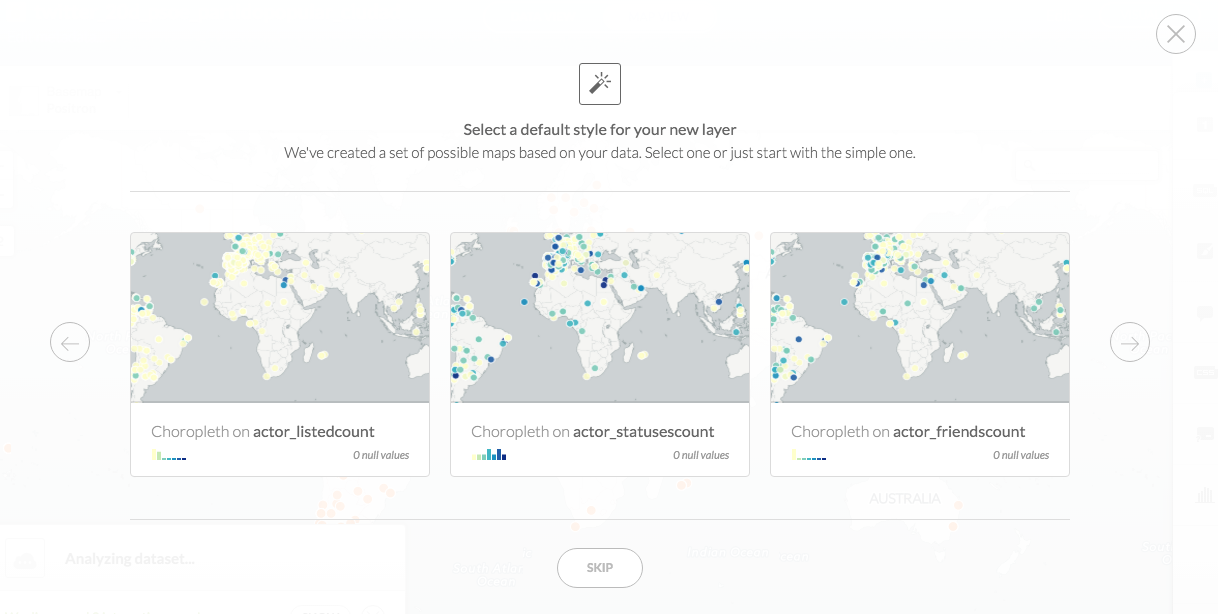 Select a default style for your new layer
We've created a set of possible maps based on your data. Select one or just start with the simple one.
Choropleth on actor_listedcount
0 null values
Choropleth on actor_statusescount
0 null values
Choropleth on actor_friendscount
0 null values
AUSTRALIA
Analyzing dataset...
SKIP